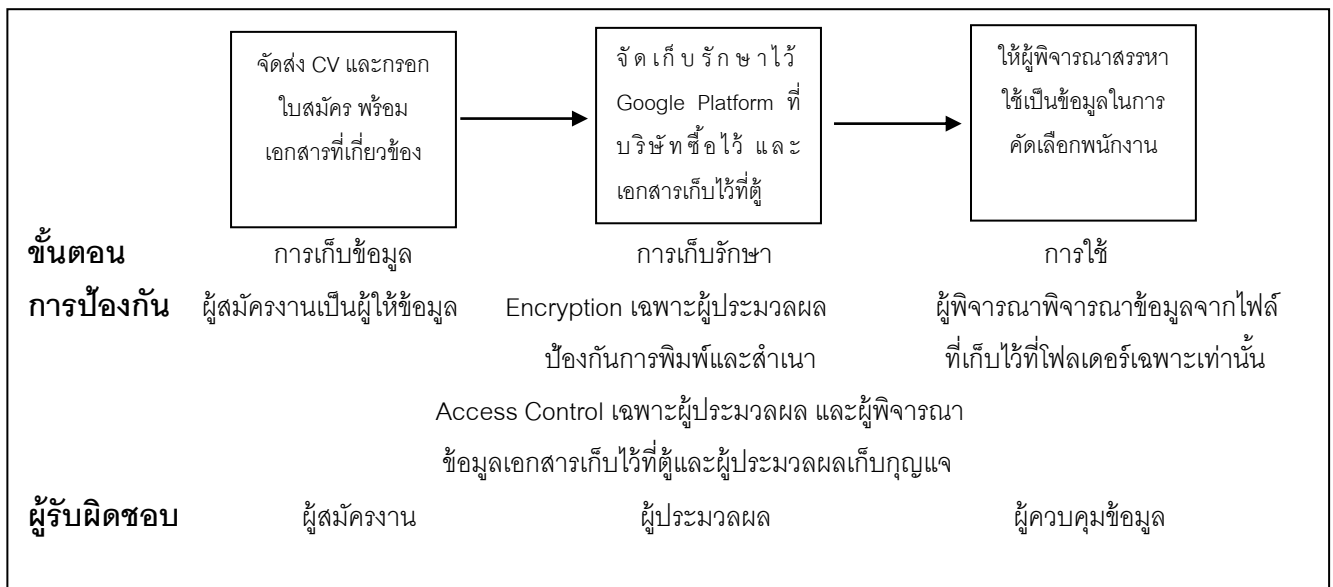 จัดส่ง CV และกรอก
ใบสมัคร พร้อม
เอกสารที่เกี่ยวข้อง
จัดเก็บรักษาไว้
Google Platform ที่
บริษัทซื้อไว้ และ
เอกสารเก็บไว้ที่ตู้
ให้ผู้พิจารณาสรรหา
ใช้เป็นข้อมูลในการ
คัดเลือกพนักงาน
ขั้นตอน การเก็บข้อมูล การเก็บรักษา การใช้
การป้องกัน ผู้สมัครงานเป็นผู้ให้ข้อมูล Encryption เฉพาะผู้ประมวลผล ผู้พิจารณาพิจารณาข้อมูลจากไฟล์
ป้องกันการพิมพ์และสำเนา ที่เก็บไว้ที่โฟลเดอร์เฉพาะเท่านั้น
Access Control เฉพาะผู้ประมวลผล และผู้พิจารณา
ข้อมูลเอกสารเก็บไว้ที่ตู้และผู้ประมวลผลเก็บกุญแจ
ผู้รับผิดชอบ ผู้สมัครงาน ผู้ประมวลผล ผู้ควบคุมข้อมูล